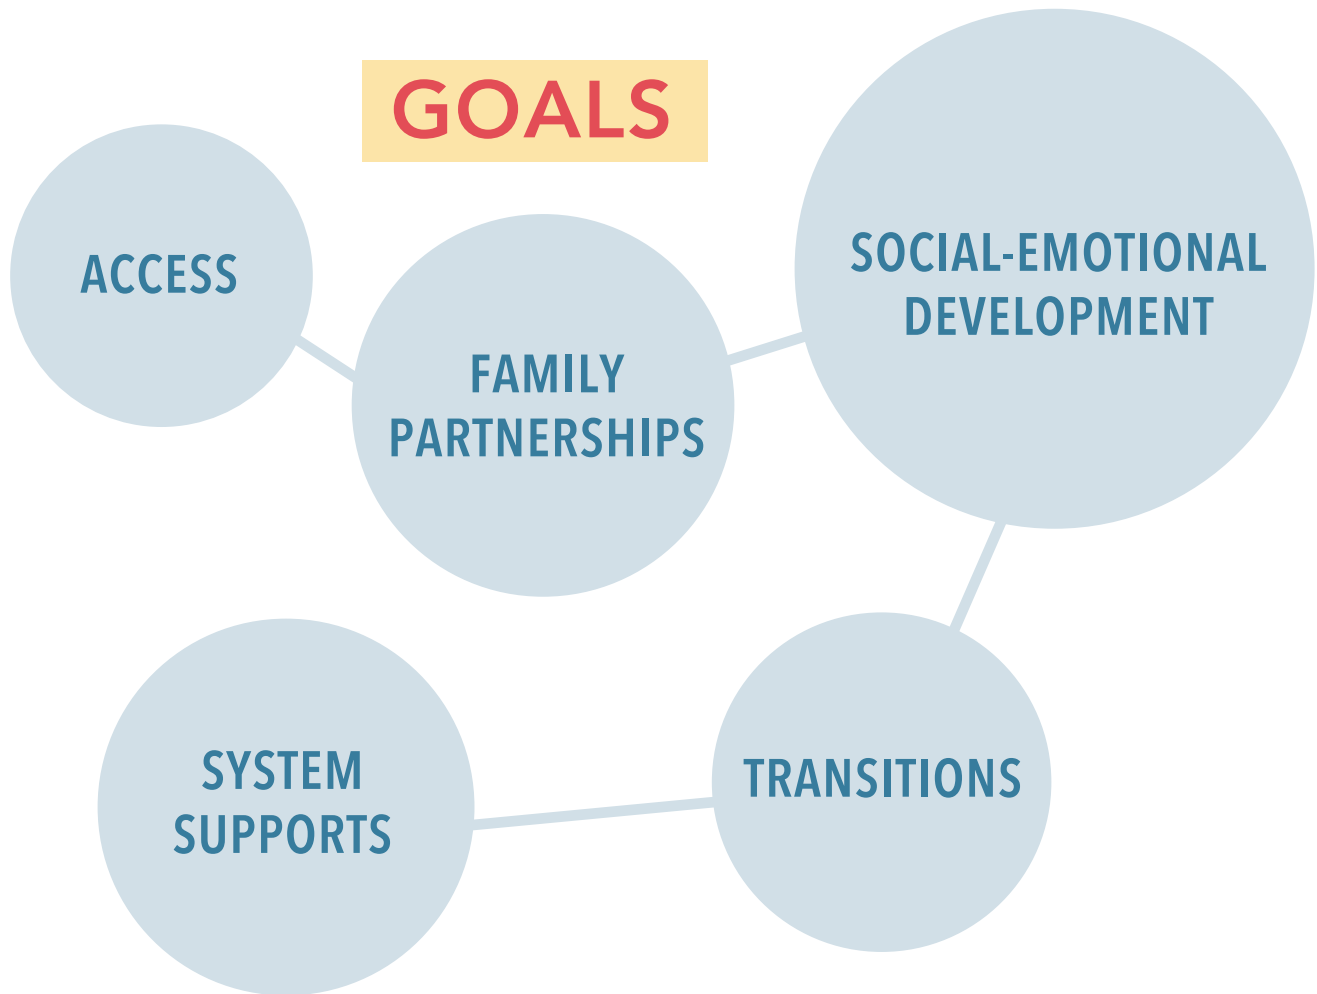 GOALS
ACCESS
FAMILY
PARTNERSHIPS
SOCIAL-EMOTIONAL
DEVELOPMENT
TRANSITIONS
SYSTEM
SUPPORTS